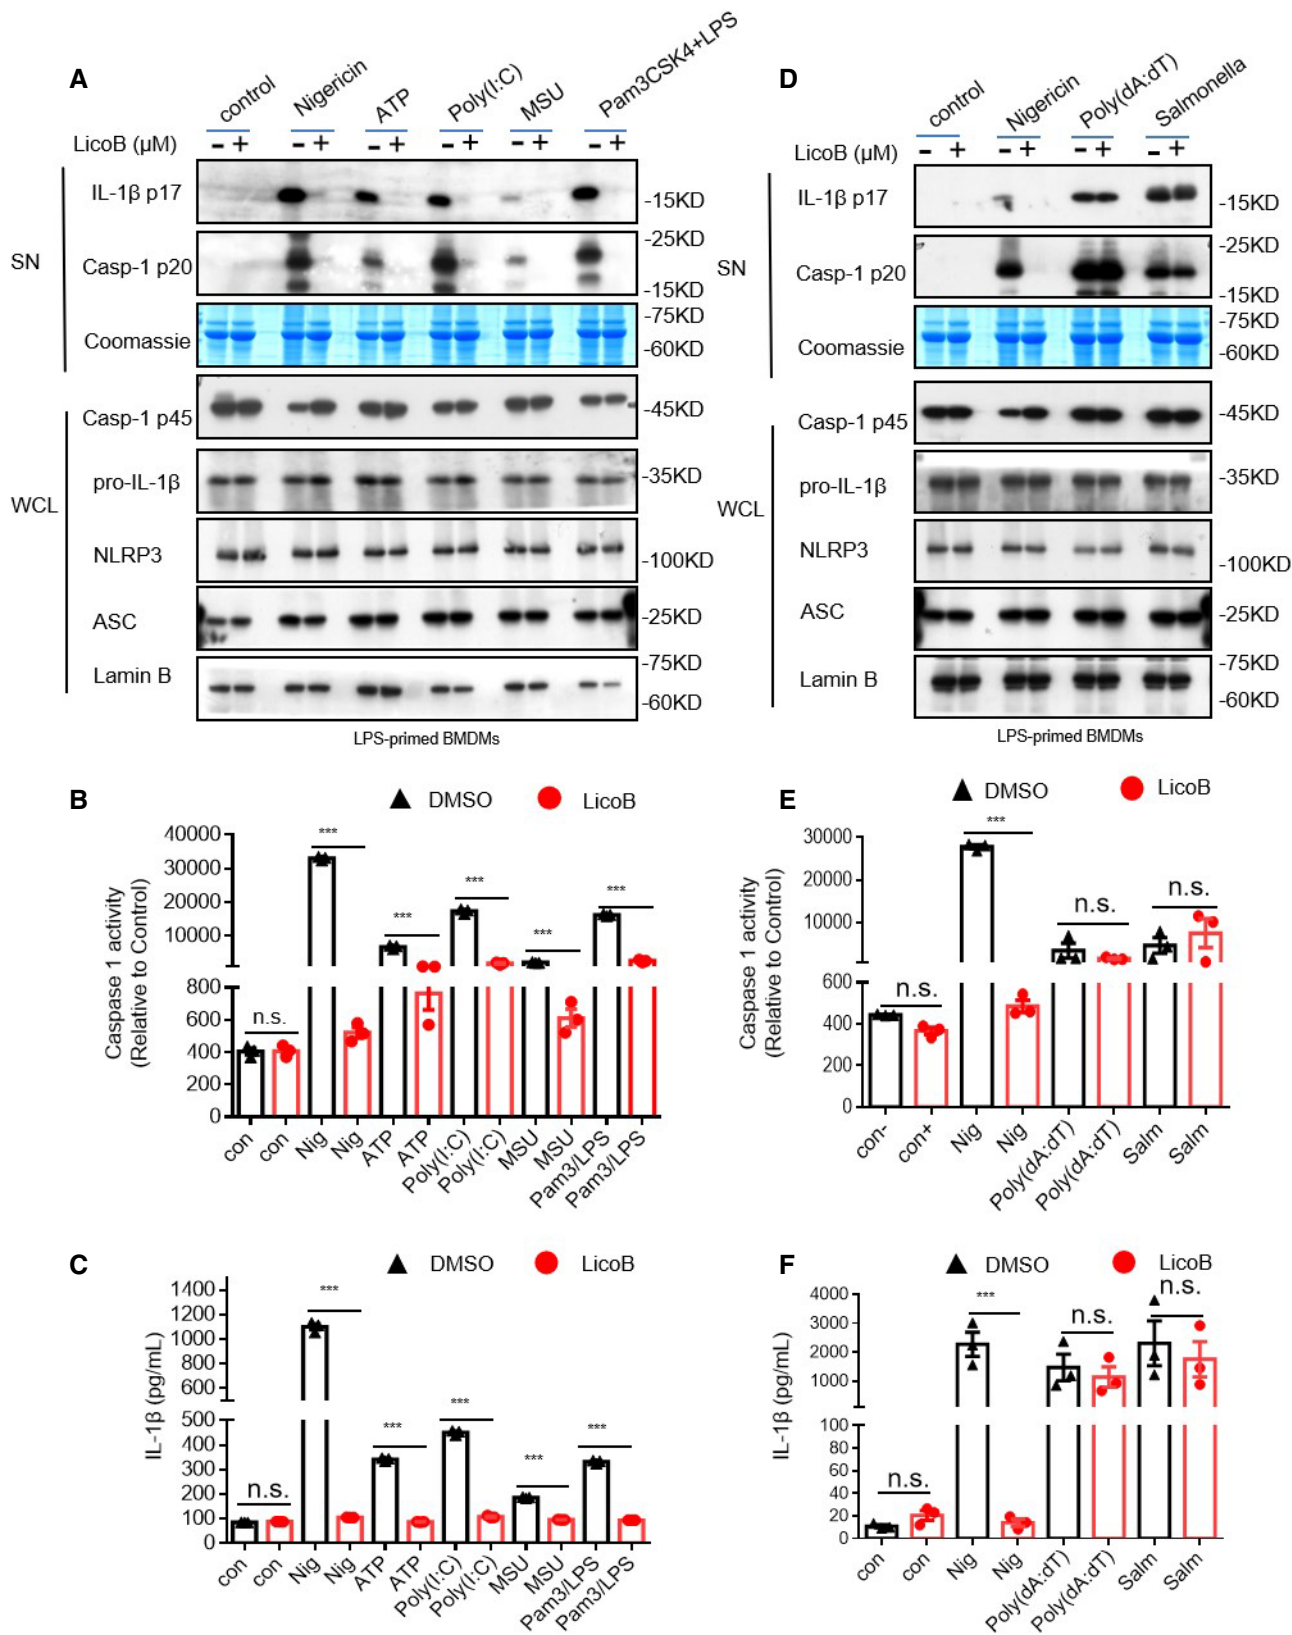 A
control Nigericin ATP Poly(I:C) MSU Pam3CSK4+LPS
LicoB (μM) - + - + - + - + - + - +
SN
IL-1β p17 -15KD
-25KD
Casp-1 p20
-15KD
-75KD
Coomassie
-60KD
WCL
Casp-1 p45 -45KD
pro-IL-1β -35KD
NLRP3 -100KD
ASC -25KD
-75KD
Lamin B
-60KD
LPS-primed BMDMs
D
control Nigericin Poly(dA:dT) Salmonella
LicoB (μM) - + - + - + - +
SN
IL-1β p17 -15KD
-25KD
Casp-1 p20
-15KD
-75KD
Coomassie
-60KD
WCL
Casp-1 p45 -45KD
pro-IL-1β -35KD
NLRP3 -100KD
ASC -25KD
-75KD
Lamin B
-60KD
LPS-primed BMDMs
B
DMSO LicoB
Caspase 1 activity
(Relative to Control)
40000
30000
20000
10000
800
600
400
200
0
n.s. *** *** *** *** ***
con con Nig Nig ATP ATP Poly(I:C) Poly(I:C) MSU MSU Pam3/LPS Pam3/LPS
E
DMSO LicoB
Caspase 1 activity
(Relative to Control)
30000
20000
10000
600
400
200
0
n.s. *** n.s. n.s.
con- con+ Nig Nig Poly(dA:dT) Poly(dA:dT) Salm Salm
C
DMSO LicoB
IL-1β (pg/mL)
1400
1200
1000
800
600
500
400
300
200
100
0
n.s. *** *** *** *** ***
con con Nig Nig ATP ATP Poly(I:C) Poly(I:C) MSU MSU Pam3/LPS Pam3/LPS
F
DMSO LicoB
IL-1β (pg/mL)
4000
3000
2000
1000
100
80
60
40
20
0
n.s. *** n.s. n.s.
con con Nig Nig Poly(dA:dT) Poly(dA:dT) Salm Salm